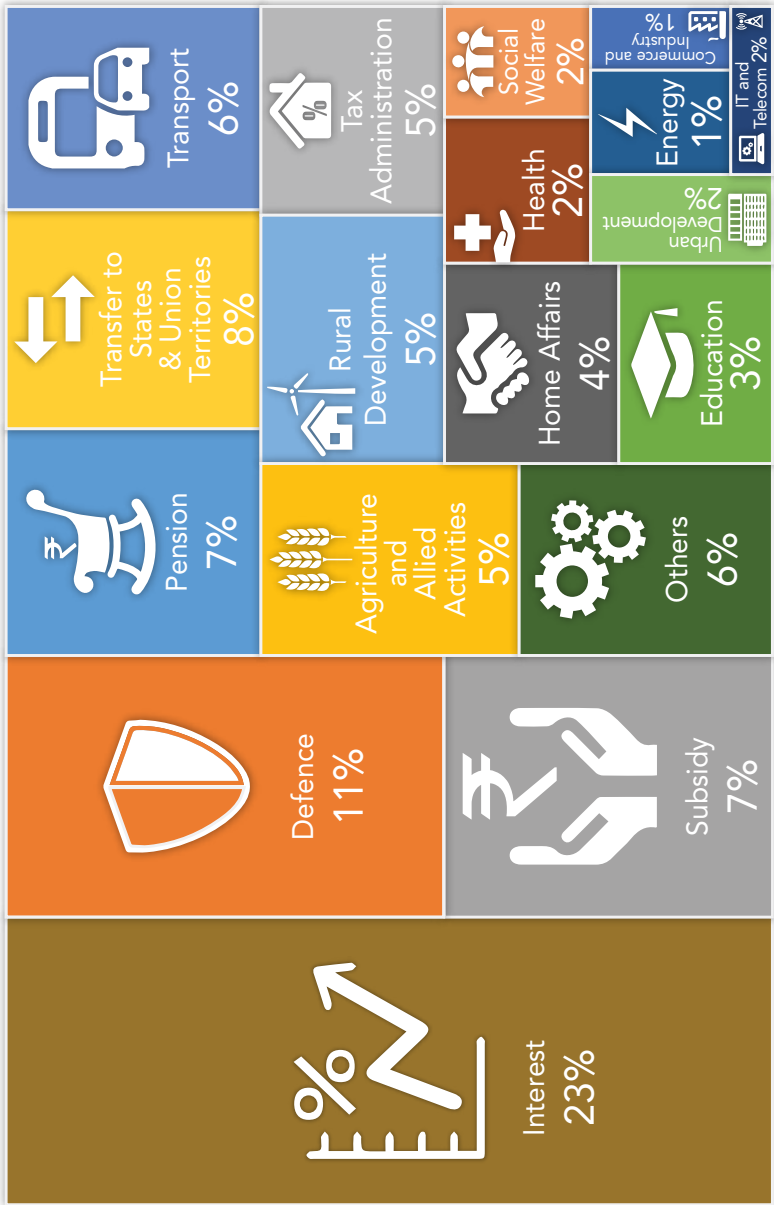 Interest
23%
Defence
11%
Subsidy
7%
Pension
7%
Agriculture
and
Allied
Activities
5%
Others
6%
Transfer to
States
& Union
Territories
8%
Rural
Development
5%
Home Affairs
4%
Education
3%
Transport
6%
%
Tax
Administration
5%
Health
2%
Social
Welfare
2%
Urban
Development
2%
Energy
1%
Commerce and
Industry
1%
IT and
Telecom 2%
%
₹
₹